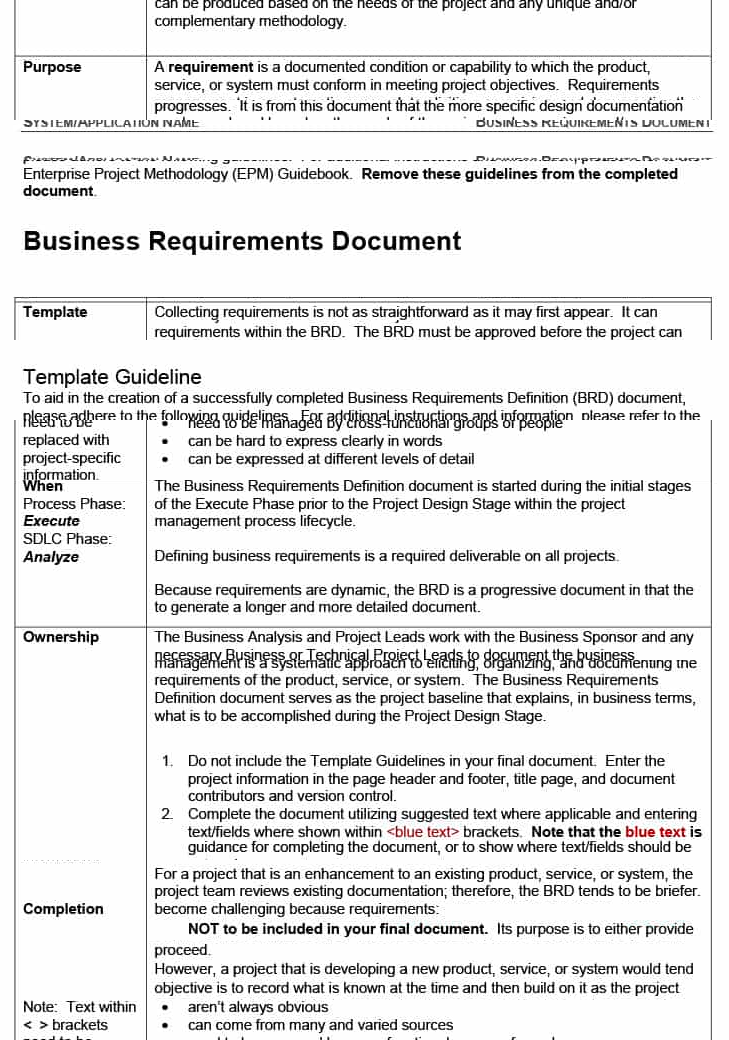 can be produced based on the needs of the project and any unique and/or
complementary methodology.
Purpose
A requirement is a documented condition or capability to which the product,
service, or system must conform in meeting project objectives. Requirements
progresses. It is from this document that the more specific design documentation
SYSTEM/APPLICATION NAME
BUSINESS REQUIREMENTS DOCUMENT
Enterprise Project Methodology (EPM) Guidebook. Remove these guidelines from the completed
document.
Business Requirements Document
Template
Collecting requirements is not as straightforward as it may first appear. It can
requirements within the BRD. The BRD must be approved before the project can
Template Guideline
To aid in the creation of a successfully completed Business Requirements Definition (BRD) document,
please adhere to the following guidelines. For additional instructions and information, please refer to the
need to be
replaced with
project-specific
information.
• need to be managed by cross-functional groups of people
• can be hard to express clearly in words
• can be expressed at different levels of detail
When
Process Phase:
Execute
SDLC Phase:
Analyze
The Business Requirements Definition document is started during the initial stages
of the Execute Phase prior to the Project Design Stage within the project
management process lifecycle.
Defining business requirements is a required deliverable on all projects.
Because requirements are dynamic, the BRD is a progressive document in that the
to generate a longer and more detailed document.
Ownership
The Business Analysis and Project Leads work with the Business Sponsor and any
necessary Business or Technical Project Leads to document the business
management is a systematic approach to eliciting, organizing, and documenting the
requirements of the product, service, or system. The Business Requirements
Definition document serves as the project baseline that explains, in business terms,
what is to be accomplished during the Project Design Stage.
1. Do not include the Template Guidelines in your final document. Enter the
project information in the page header and footer, title page, and document
contributors and version control.
2. Complete the document utilizing suggested text where applicable and entering
text/fields where shown within <blue text> brackets. Note that the blue text is
guidance for completing the document, or to show where text/fields should be
For a project that is an enhancement to an existing product, service, or system, the
project team reviews existing documentation; therefore, the BRD tends to be briefer.
Completion
become challenging because requirements:
NOT to be included in your final document. Its purpose is to either provide
proceed.
However, a project that is developing a new product, service, or system would tend
objective is to record what is known at the time and then build on it as the project
Note: Text within
< > brackets
• aren't always obvious
• can come from many and varied sources